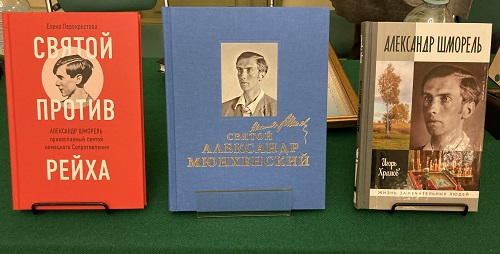 Елена Перекрестова
СВЯТОЙ
ПРОТИВ
АЛЕКСАНДР ШМОРЕЛЬ
православный святой
немецкого Сопротивления
РЕЙХА
СВЯТОЙ
АЛЕКСАНДР
МЮНХЕНСКИЙ
АЛЕКСАНДР ШМОРЕЛЬ
Игорь
Храмов
ЖИЗНЬ ЗАМЕЧАТЕЛЬНЫХ ЛЮДЕЙ